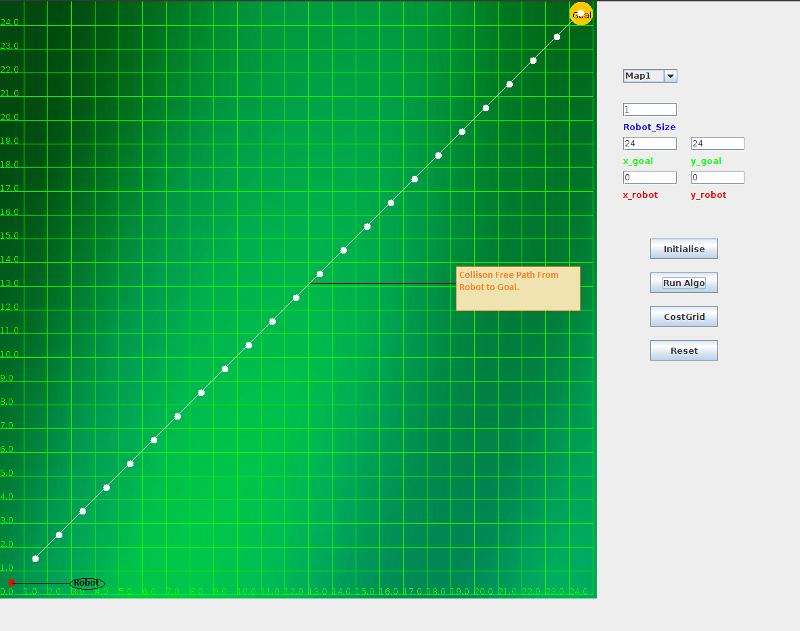 Goal
24.0
23.0
22.0
21.0
20.0
19.0
18.0
17.0
16.0
15.0
14.0
13.0
12.0
11.0
10.0
9.0
8.0
7.0
6.0
5.0
4.0
3.0
2.0
1.0
0.0 1.0 2.0 3.0 4.0 5.0 6.0 7.0 8.0 9.0 10.0 11.0 12.0 13.0 14.0 15.0 16.0 17.0 18.0 19.0 20.0 21.0 22.0 23.0 24.0
Robot
Collison Free Path From
Robot to Goal.
Map1
1
Robot_Size
24 24
x_goal y_goal
0 0
x_robot y_robot
Initialise
Run Algo
CostGrid
Reset